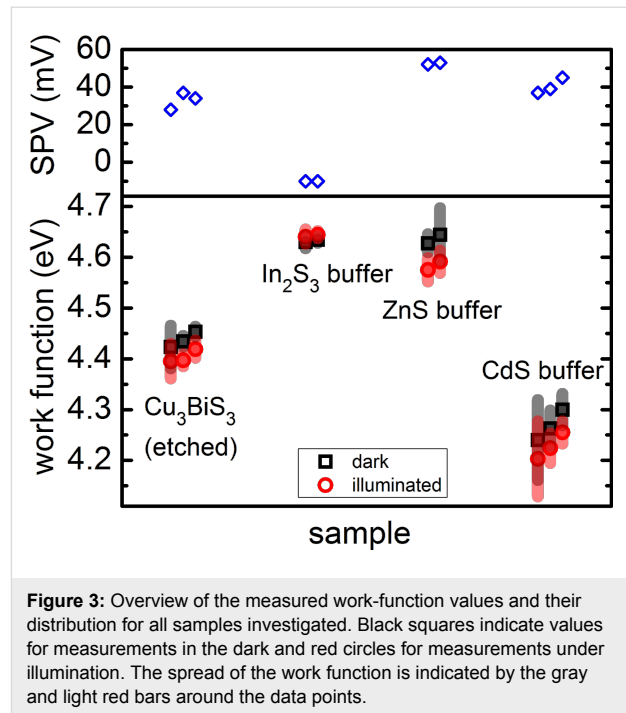 60
40
20
0
SPV (mV)
4.7
4.6
4.5
4.4
4.3
4.2
work function (eV)
In₂S₃ buffer
ZnS buffer
CdS buffer
Cu₃BiS₃
(etched)
dark
illuminated
sample
Figure 3: Overview of the measured work-function values and their
distribution for all samples investigated. Black squares indicate values
for measurements in the dark and red circles for measurements under
illumination. The spread of the work function is indicated by the gray
and light red bars around the data points.